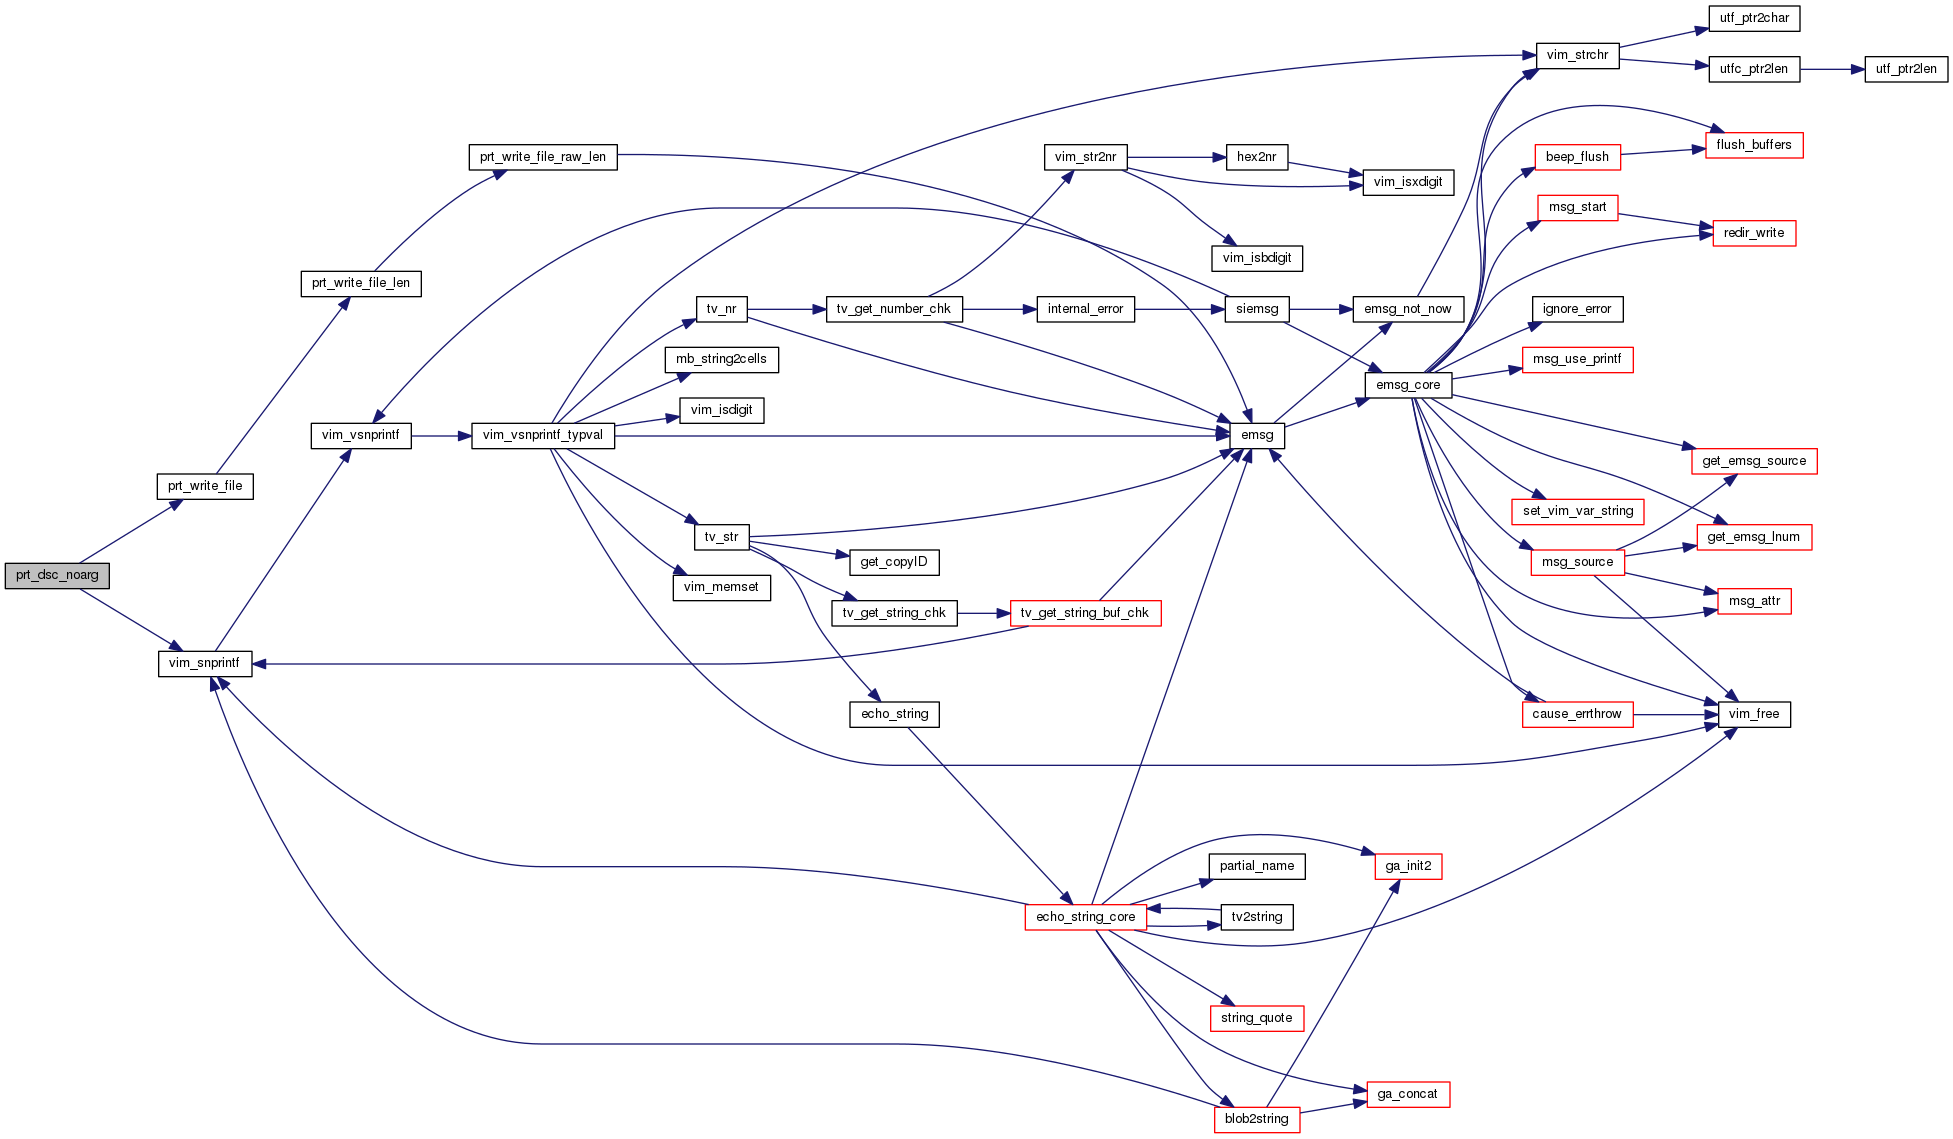 utf_ptr2char
vim_strchr
utfc_ptr2len
utf_ptr2len
flush_buffers
prt_write_file_raw_len
vim_str2nr
hex2nr
beep_flush
vim_isxdigit
msg_start
redir_write
vim_isbdigit
prt_write_file_len
tv_nr
tv_get_number_chk
internal_error
siemsg
emsg_not_now
ignore_error
mb_string2cells
msg_use_printf
emsg_core
vim_isdigit
vim_vsnprintf
vim_vsnprintf_typval
emsg
get_emsg_source
prt_write_file
set_vim_var_string
tv_str
get_emsg_lnum
get_copyID
msg_source
prt_dsc_noarg
vim_memset
msg_attr
tv_get_string_chk
tv_get_string_buf_chk
vim_snprintf
echo_string
cause_errthrow
vim_free
partial_name
ga_init2
echo_string_core
tv2string
string_quote
ga_concat
blob2string